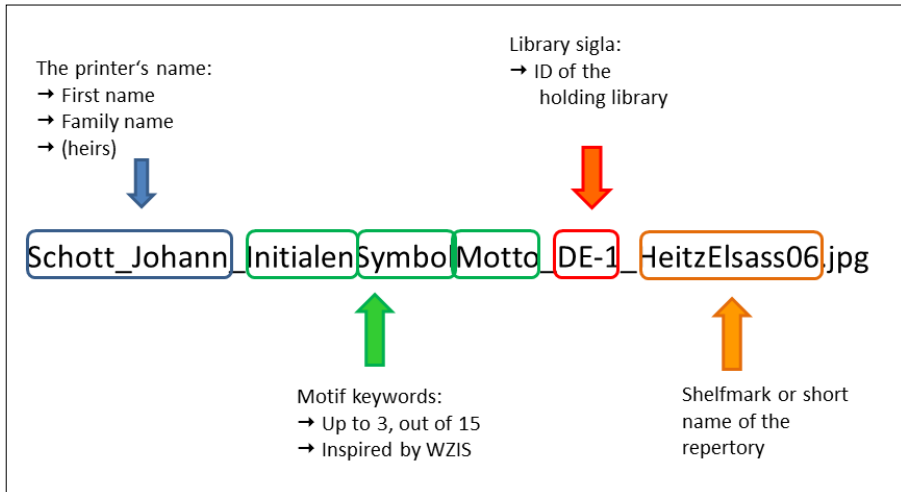 The printer‘s name:
→ First name
→ Family name
→ (heirs)
Library sigla:
→ ID of the
holding library
Schott_Johann_InitialenSymbolMotto_DE-1_HeitzElsass06.jpg
Motif keywords:
→ Up to 3, out of 15
→ Inspired by WZIS
Shelfmark or short
name of the
repertory